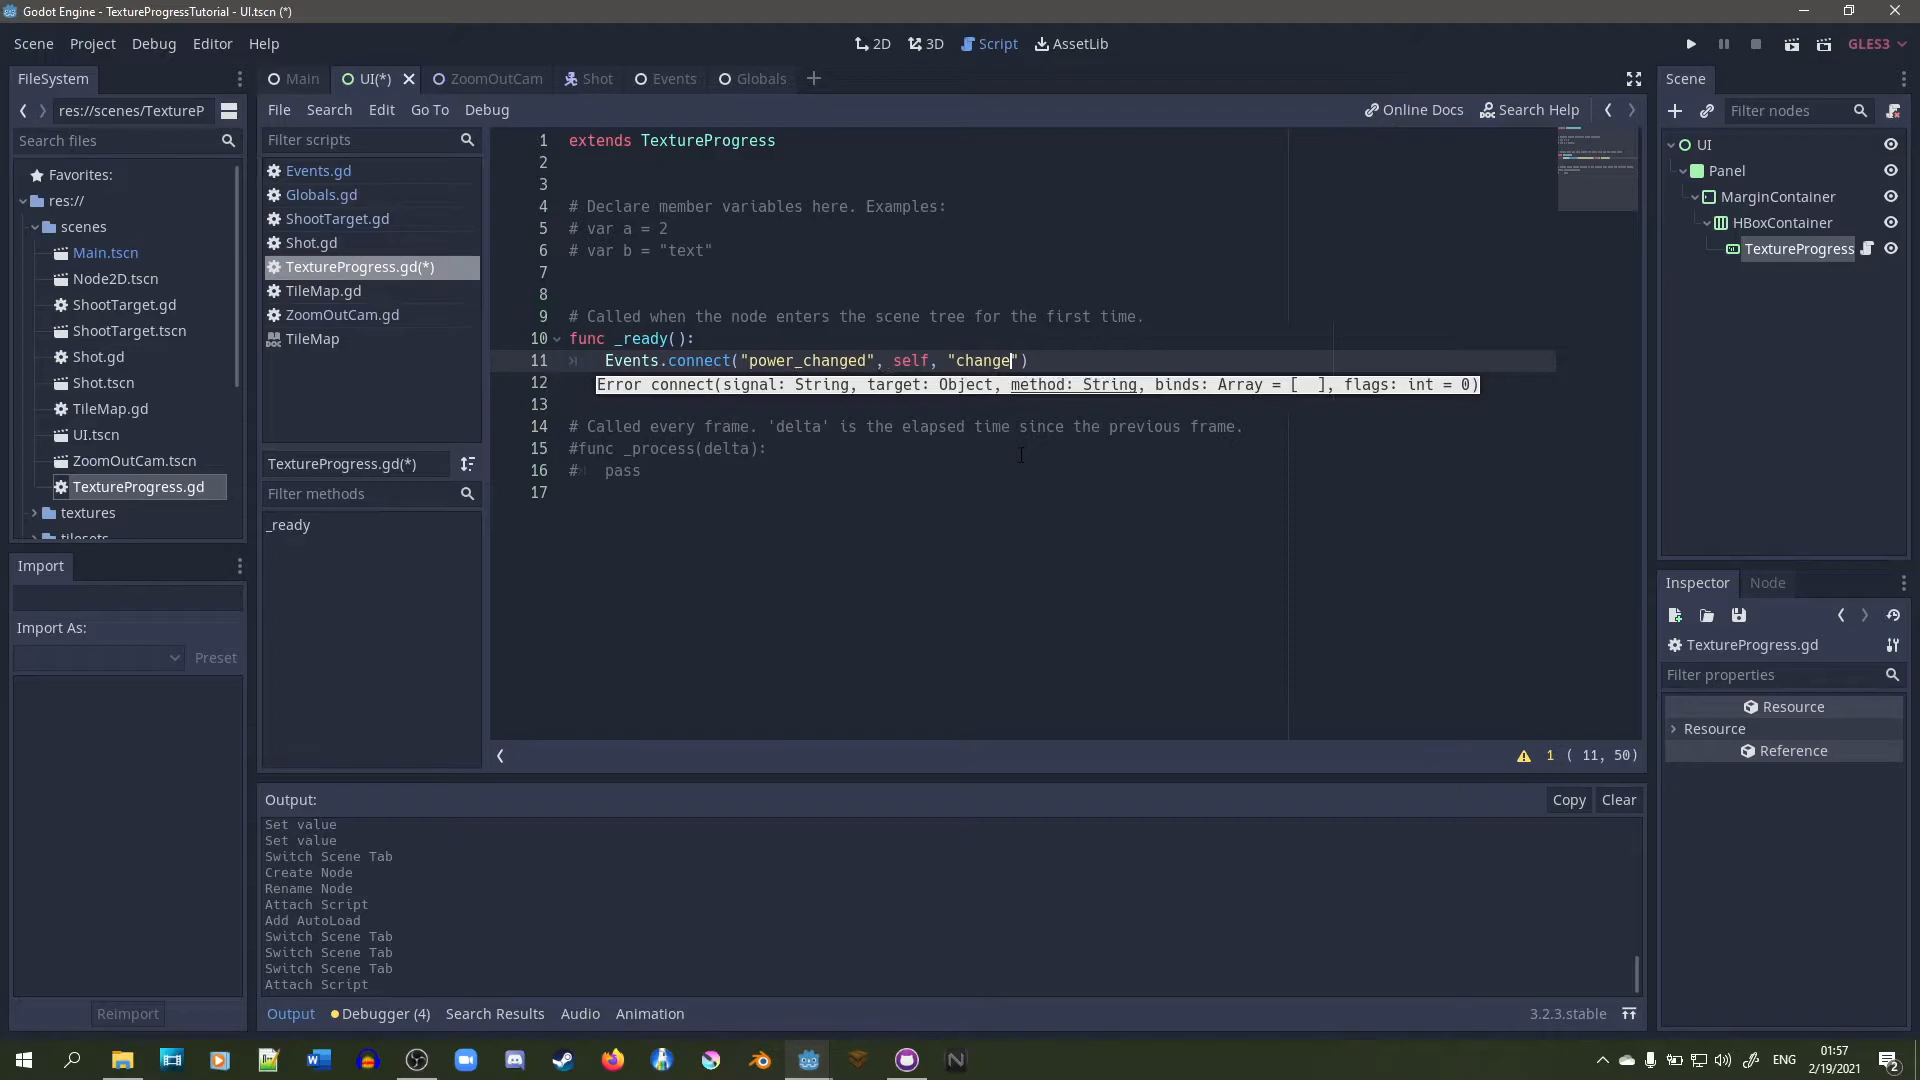 Godot Engine - TextureProgressTutorial - UI.tscn (*)
Scene Project Debug Editor Help
2D 3D Script AssetLib
GLES3
FileSystem
res://scenes/TextureP
Search files
Favorites:
res://
scenes
Main.tscn
Node2D.tscn
ShootTarget.gd
ShootTarget.tscn
Shot.gd
Shot.tscn
TileMap.gd
UI.tscn
ZoomOutCam.tscn
TextureProgress.gd
textures
tilesets
Import
Import As:
Preset
Reimport
Main UI(*) ZoomOutCam Shot Events Globals
File Search Edit Go To Debug
Online Docs Search Help
Filter scripts
Events.gd
Globals.gd
ShootTarget.gd
Shot.gd
TextureProgress.gd(*)
TileMap.gd
ZoomOutCam.gd
TileMap
TextureProgress.gd(*)
Filter methods
_ready
1 extends TextureProgress
2
3
4 # Declare member variables here. Examples:
5 # var a = 2
6 # var b = "text"
7
8
9 # Called when the node enters the scene tree for the first time.
10 func _ready():
11 Events.connect("power_changed", self, "change")
12 Error connect(signal: String, target: Object, method: String, binds: Array = [  ], flags: int = 0)
13
14 # Called every frame. 'delta' is the elapsed time since the previous frame.
15 #func _process(delta):
16 # pass
17
1 ( 11, 50)
Output:
Copy Clear
Set value
Set value
Switch Scene Tab
Create Node
Rename Node
Attach Script
Add AutoLoad
Switch Scene Tab
Switch Scene Tab
Switch Scene Tab
Attach Script
Output Debugger (4) Search Results Audio Animation
3.2.3.stable
Scene
Filter nodes
UI
Panel
MarginContainer
HBoxContainer
TextureProgress
Inspector Node
TextureProgress.gd
Filter properties
Resource
Resource
Reference
ENG
01:57
2/19/2021
2